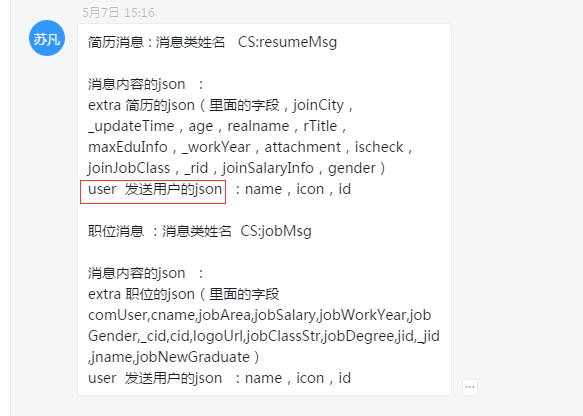 5月7日 15:16
苏凡
简历消息 : 消息类姓名 CS:resumeMsg
消息内容的json ：
extra 简历的json（里面的字段，joinCity，
_updateTime，age，realname，rTitle，
maxEduInfo，_workYear，attachment，ischeck，
joinJobClass，_rid，joinSalaryInfo，gender）
user 发送用户的json ：name，icon，id
职位消息 ：消息类姓名 CS:jobMsg
消息内容的json ：
extra 职位的json（里面的字段
comUser,cname,jobArea,jobSalary,jobWorkYear,job
Gender,_cid,cid,logoUrl,jobClassStr,jobDegree,jid,_jid
,jname,jobNewGraduate）
user 发送用户的json ：name，icon，id
...